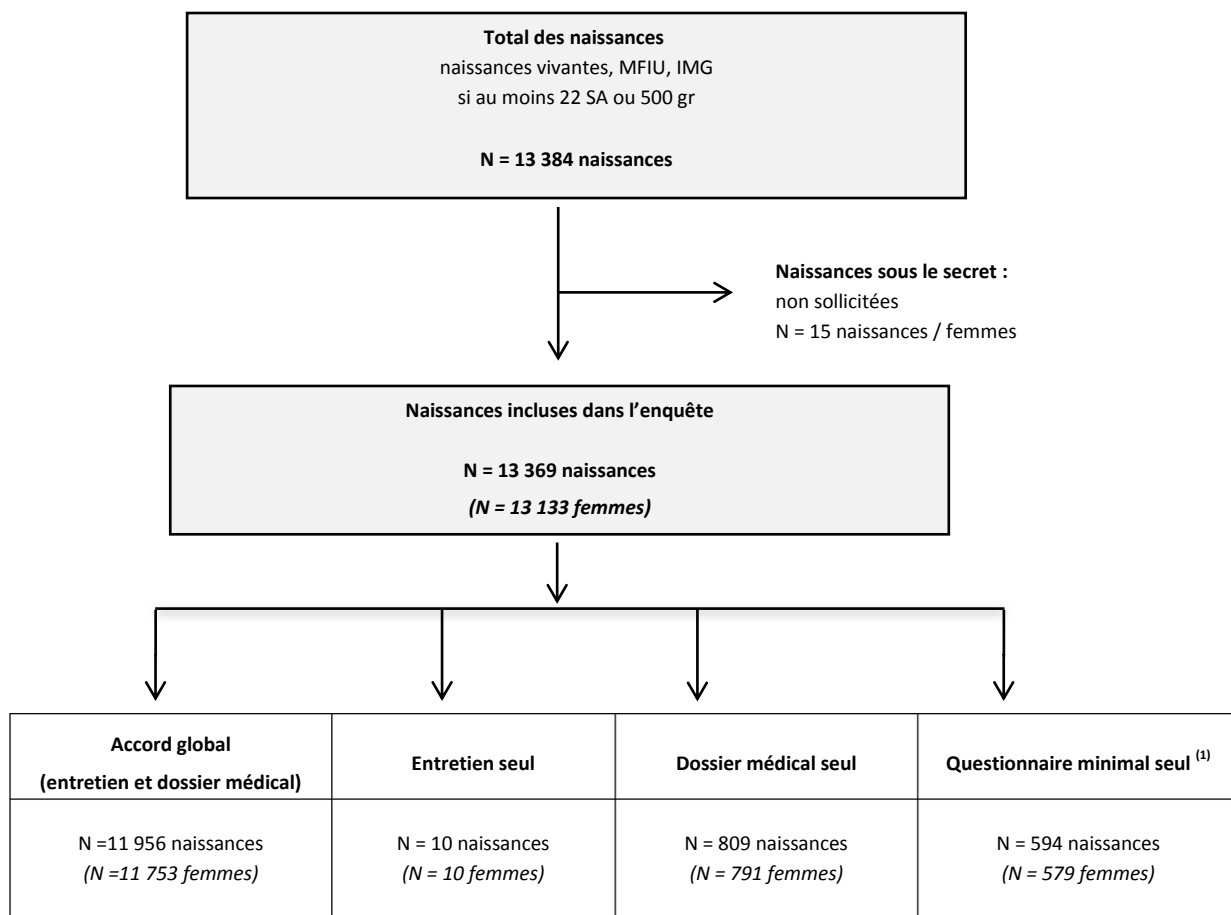 Total des naissances
naissances vivantes, MFIU, IMG
si au moins 22 SA ou 500 gr
N = 13 384 naissances
Naissances sous le secret :
non sollicitées
N = 15 naissances / femmes
Naissances incluses dans l’enquête
N = 13 369 naissances
(N = 13 133 femmes)
Accord global
(entretien et dossier médical)
Entretien seul
Dossier médical seul
Questionnaire minimal seul (1)
N =11 956 naissances
(N =11 753 femmes)
N = 10 naissances
(N = 10 femmes)
N = 809 naissances
(N = 791 femmes)
N = 594 naissances
(N = 579 femmes)